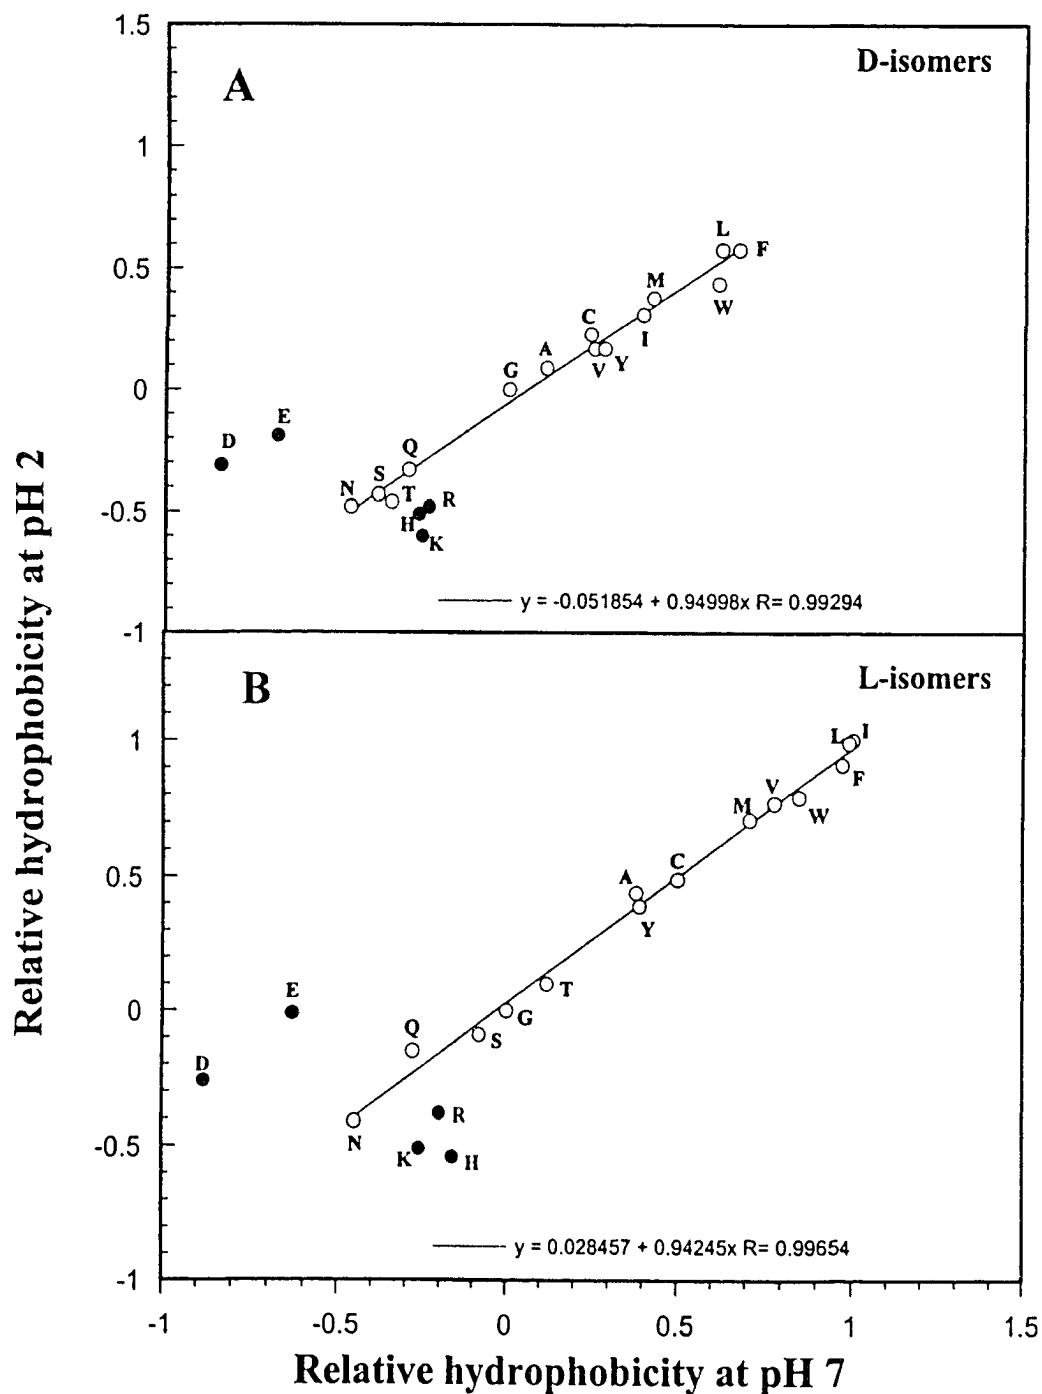 1.5
D-isomers
A
1
L
F
0.5
M
W
C
I
A
V Y
G
0
E
D
Q
S
N
T R
-0.5
H
K
y = -0.051854 + 0.94998x R= 0.99294
-1
B
L-isomers
1
L I
F
V
M
W
0.5
A
C
Y
T
E
0
G
Q
S
D
R
N
-0.5
K H
y = 0.028457 + 0.94245x R= 0.99654
-1
-1 -0.5 0 0.5 1 1.5
Relative hydrophobicity at pH 7
Relative hydrophobicity at pH 2